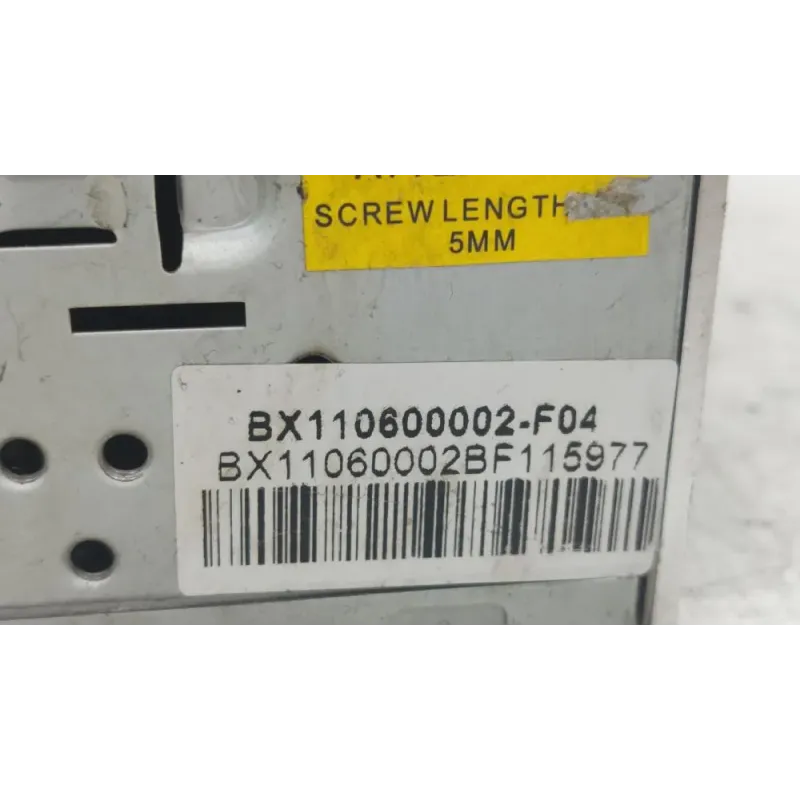 SCREW LENGTH
5MM
BX110600002-F04
BX11060002BF115977